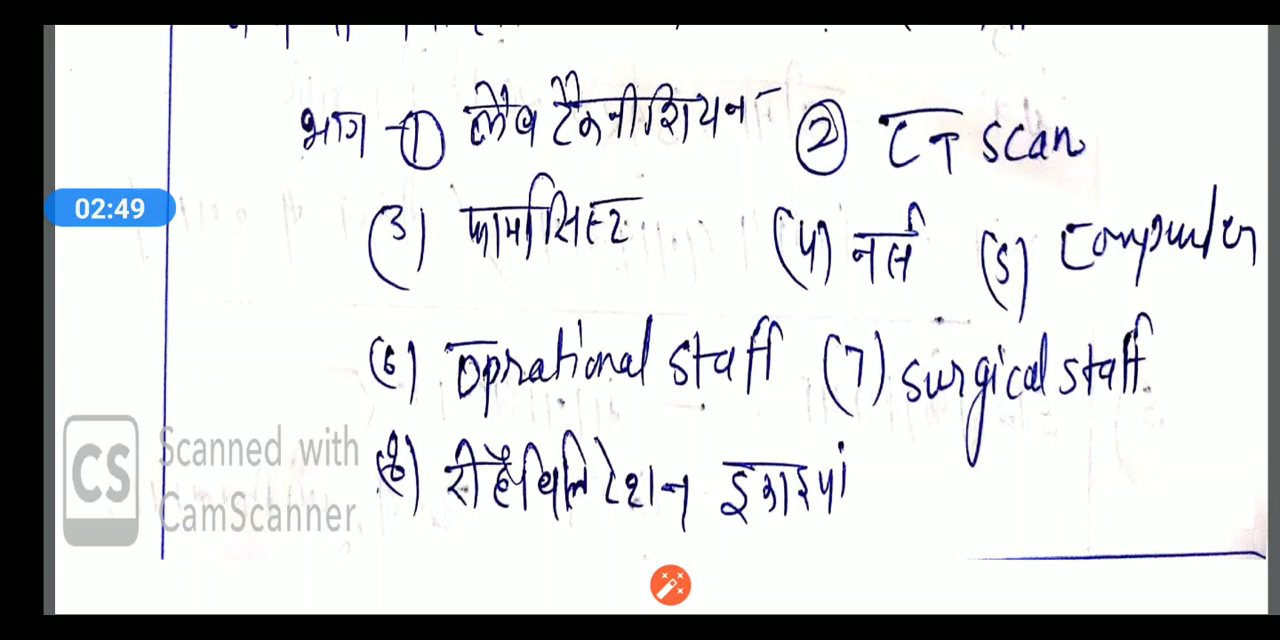 भाग -① लैब टैक्नीशियन ② CT scan
02:49
(3) फार्मासिस्ट (4) नर्स (5) Computer
(6) oprational staff (7) surgical staff
(8) रीहैबिलिटेशन इकाइयां
CS Scanned with
CamScanner